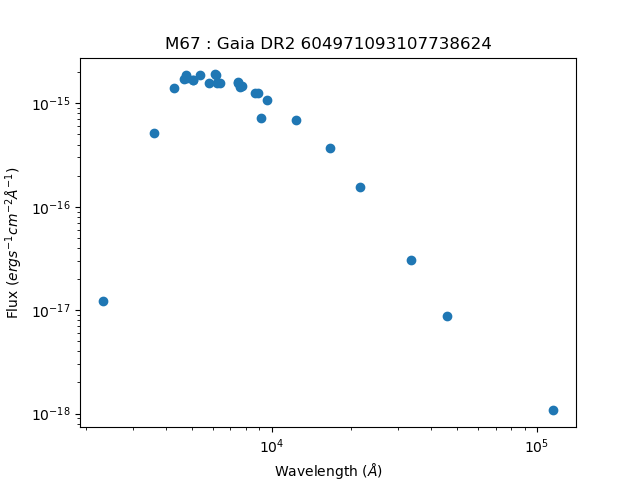 M67 : Gaia DR2 604971093107738624
Flux (ergs⁻¹cm⁻²Å⁻¹)
10⁻¹⁵
10⁻¹⁶
10⁻¹⁷
10⁻¹⁸
10⁴
10⁵
Wavelength (Å)